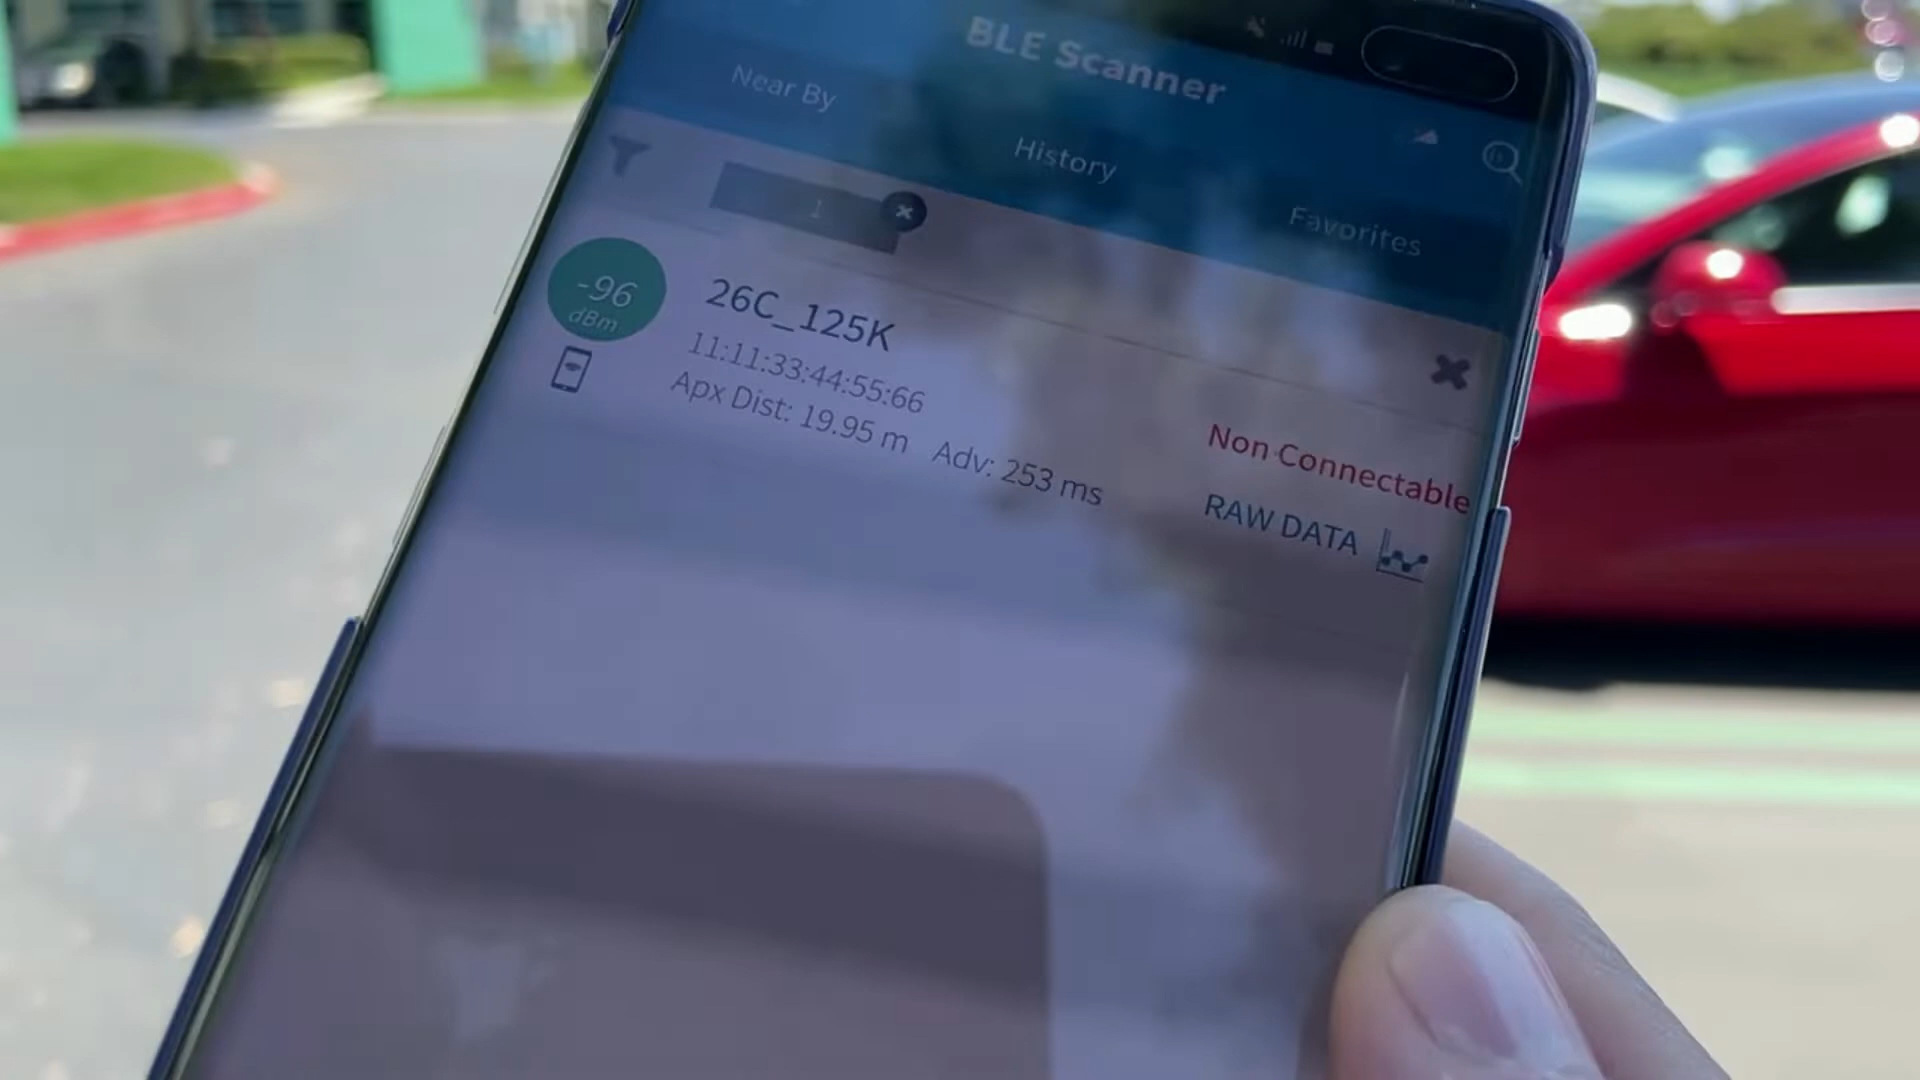 BLE Scanner
Near By
History
Favorites
1
-96
dBm
26C_125K
11:11:33:44:55:66
Apx Dist: 19.95 m Adv: 253 ms
Non Connectable
RAW DATA